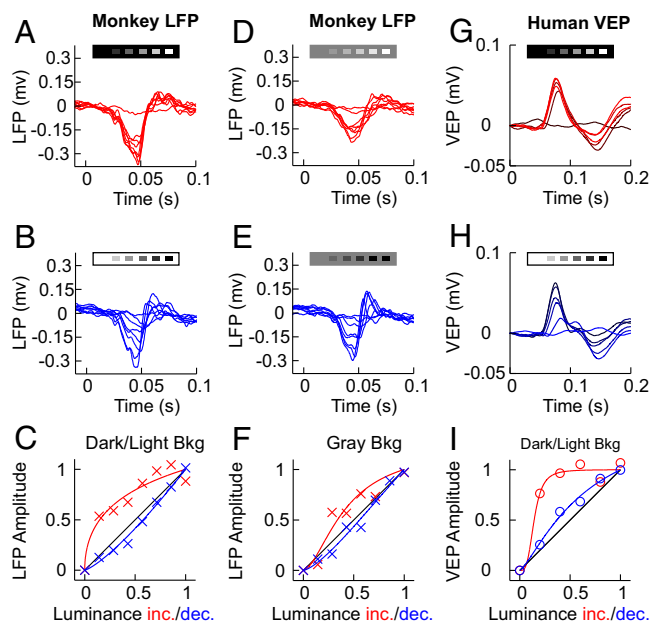 A Monkey LFP
LFP (mv)
0.3
0.15
0
-0.15
-0.3
0 0.05 0.1
Time (s)
D Monkey LFP
LFP (mv)
0.3
0.15
0
-0.15
-0.3
0 0.05 0.1
Time (s)
G Human VEP
VEP (mv)
0.1
0
-0.05
0 0.1 0.2
Time (s)
B
LFP (mv)
0.3
0.15
0
-0.15
-0.3
0 0.05 0.1
Time (s)
E
LFP (mv)
0.3
0.15
0
-0.15
-0.3
0 0.05 0.1
Time (s)
H
VEP (mv)
0.1
0
-0.05
0 0.1 0.2
Time (s)
C Dark/Light Bkg
LFP Amplitude
1
0.5
0
0 0.5 1
Luminance inc./dec.
F Gray Bkg
LFP Amplitude
1
0.5
0
0 0.5 1
Luminance inc./dec.
I Dark/Light Bkg
VEP Amplitude
1
0.5
0
0 0.5 1
Luminance inc./dec.